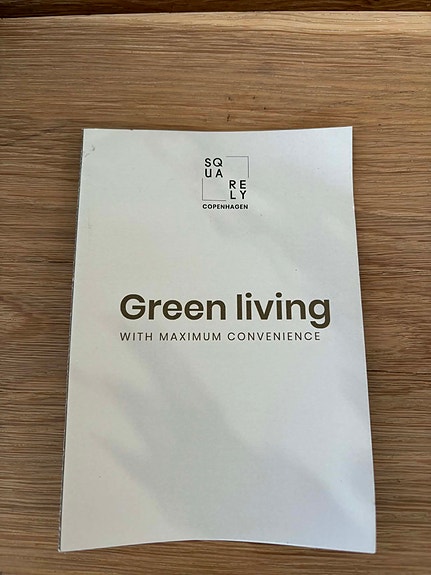 SQ
UA
RE
LY
COPENHAGEN
Green living
WITH MAXIMUM CONVENIENCE